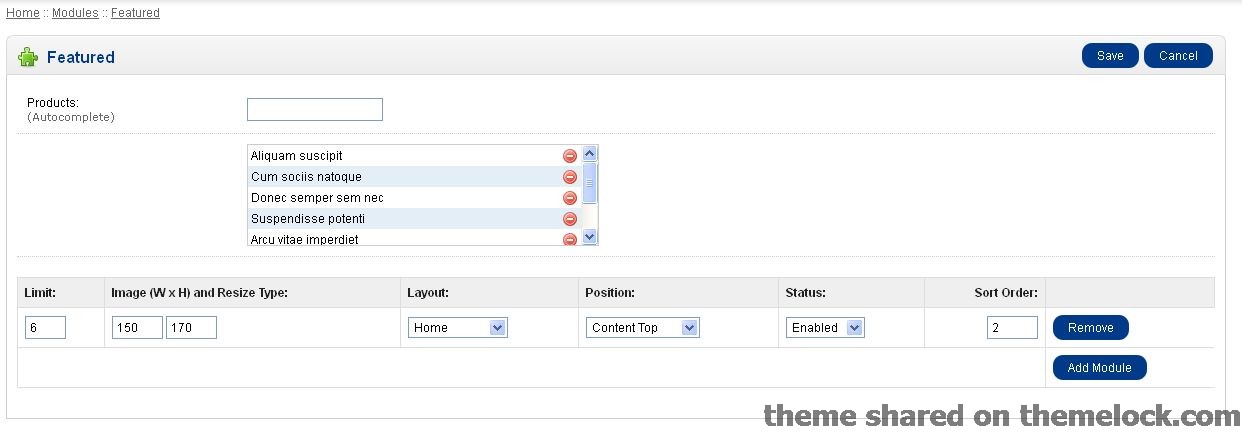 Home :: Modules :: Featured
Featured Save Cancel
Products:
(Autocomplete)
Aliquam suscipit
Cum sociis natoque
Donec semper sem nec
Suspendisse potenti
Arcu vitae imperdiet
Limit: Image (W x H) and Resize Type: Layout: Position: Status: Sort Order:
6 150 170 Home Content Top Enabled 2 Remove
Add Module
theme shared on themelock.com